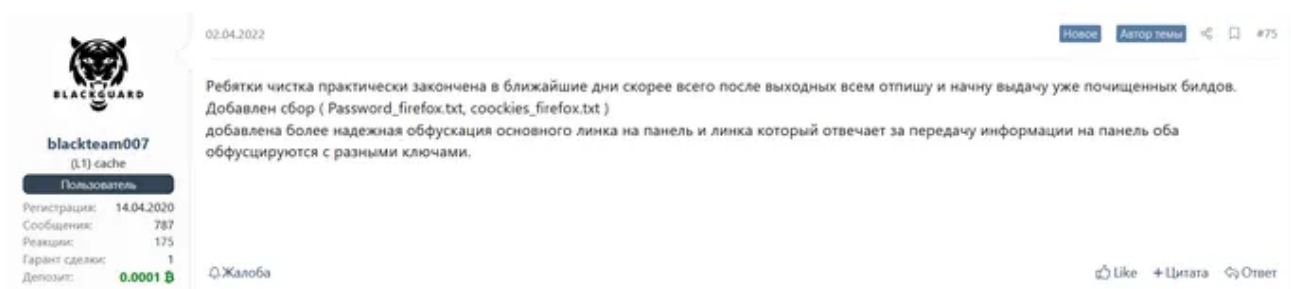 02.04.2022
Новое Автор темы #75
BLACKGUARD
blackteam007
(L1) cache
Пользователь
Регистрация: 14.04.2020
Сообщения: 787
Реакции: 175
Гарант сделки: 1
Депозит: 0.0001 ₿
Ребятки чистка практически закончена в ближайшие дни скорее всего после выходных всем отпишу и начну выдачу уже почищенных билдов.
Добавлен сбор ( Password_firefox.txt, coockies_firefox.txt )
добавлена более надежная обфускация основного линка на панель и линка который отвечает за передачу информации на панель оба
обфусцируются с разными ключами.
Жалоба
Like +Цитата Ответ